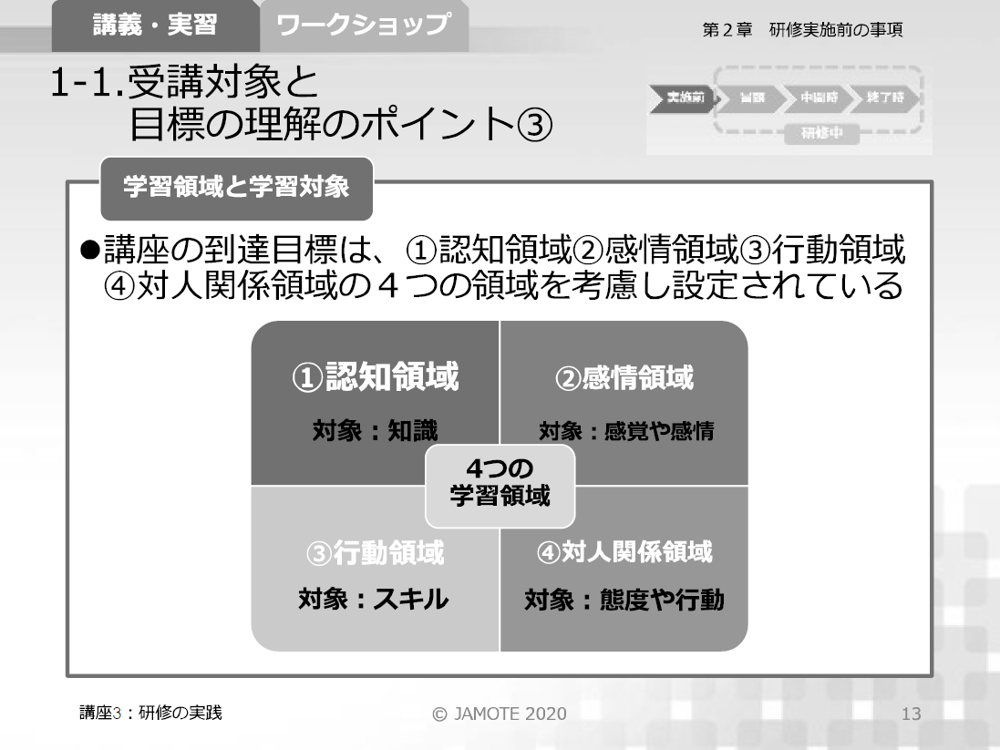 講義・実習
ワークショップ
第２章　研修実施前の事項
1-1.受講対象と
目標の理解のポイント③
実施前
冒頭
中間時
終了時
研修中
学習領域と学習対象
●講座の到達目標は、①認知領域②感情領域③行動領域
④対人関係領域の４つの領域を考慮し設定されている
①認知領域
対象：知識
②感情領域
対象：感覚や感情
4つの
学習領域
③行動領域
対象：スキル
④対人関係領域
対象：態度や行動
講座3：研修の実践
© JAMOTE 2020
13